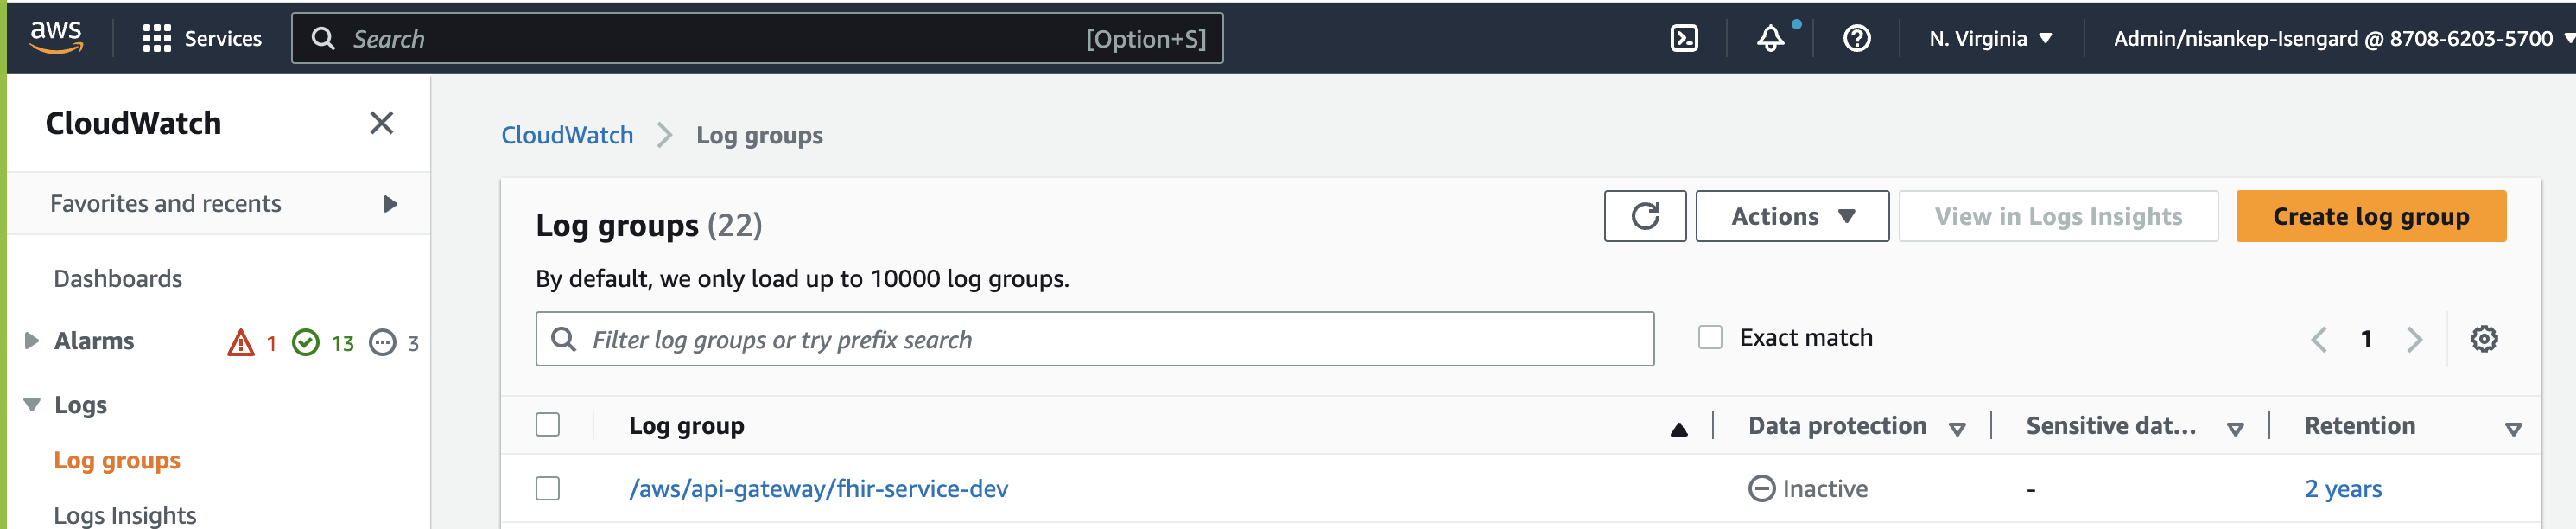 aws Services Search [Option+S] N. Virginia Admin/nisankep-Isengard @ 8708-6203-5700
CloudWatch
Favorites and recents
Dashboards
Alarms 1 13 3
Logs
Log groups
Logs Insights
CloudWatch Log groups
Log groups (22) Actions View in Logs Insights Create log group
By default, we only load up to 10000 log groups.
Filter log groups or try prefix search Exact match 1
Log group Data protection Sensitive dat... Retention
/aws/api-gateway/fhir-service-dev Inactive - 2 years